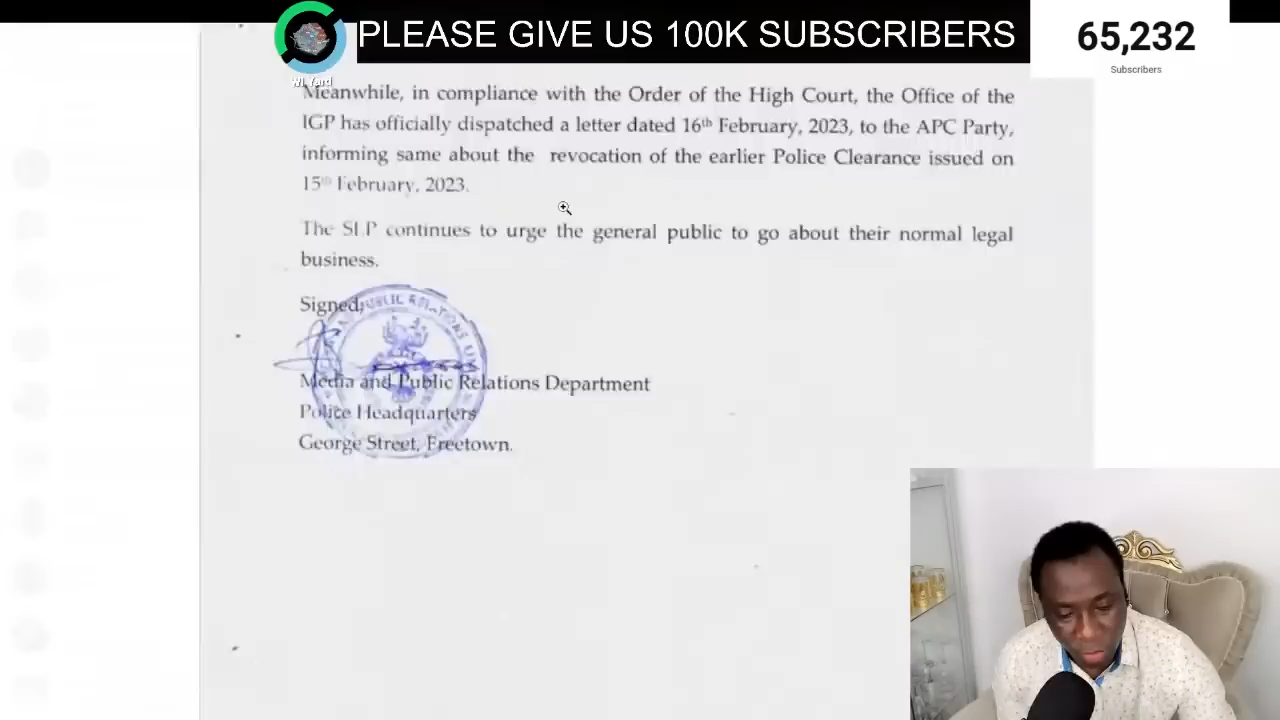 PLEASE GIVE US 100K SUBSCRIBERS
65,232
Subscribers
Wi Yard
Meanwhile, in compliance with the Order of the High Court, the Office of the
IGP has officially dispatched a letter dated 16th February, 2023, to the APC Party,
informing same about the revocation of the earlier Police Clearance issued on
15th February, 2023.
The SLP continues to urge the general public to go about their normal legal
business.
Signed,
PUBLIC RELATIONS
Media and Public Relations Department
Police Headquarters
George Street, Freetown.